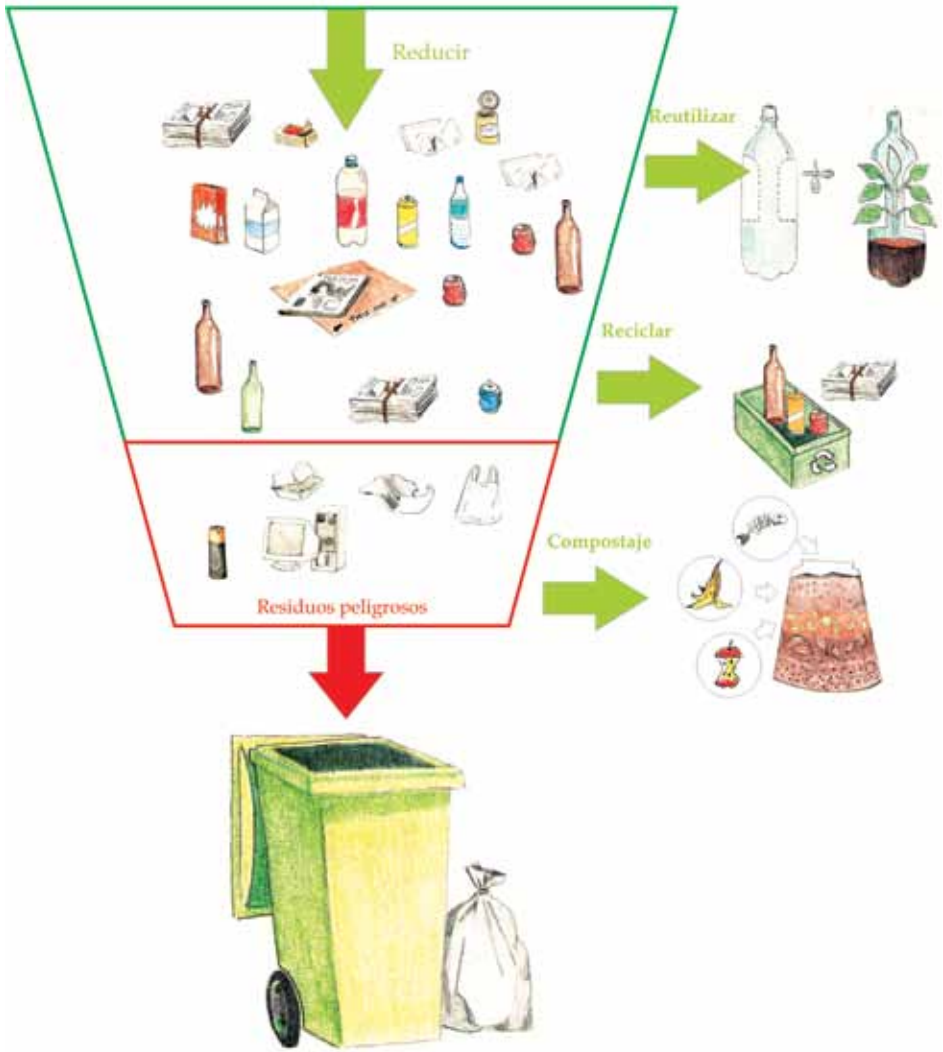 Reducir
Reutilizar
Reciclar
Compostaje
Residuos peligrosos